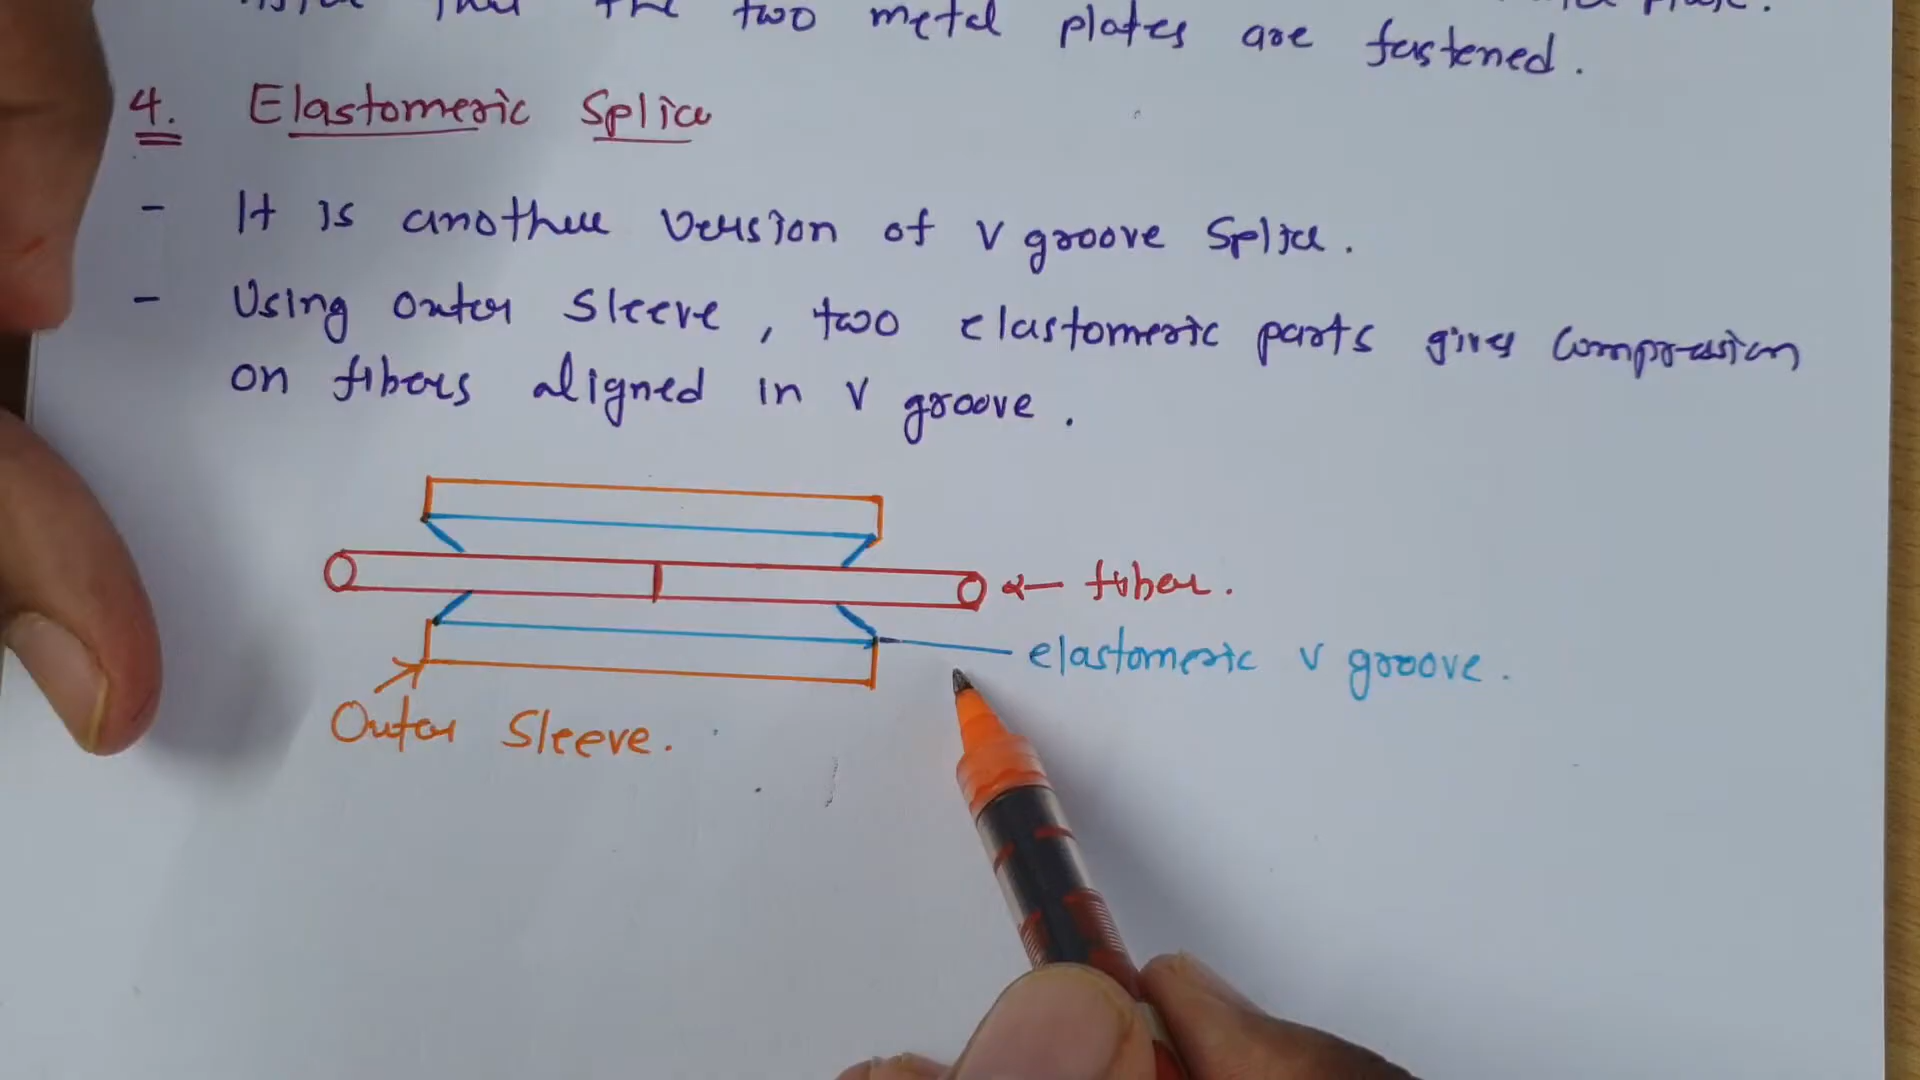 the two metal plates are fastened.
4. Elastomeric Splice
- It is another version of V groove Splice.
- Using outer Sleeve, two elastomeric parts gives compression
on fibers aligned in V groove.
← fiber.
elastomeric V groove.
Outer Sleeve.